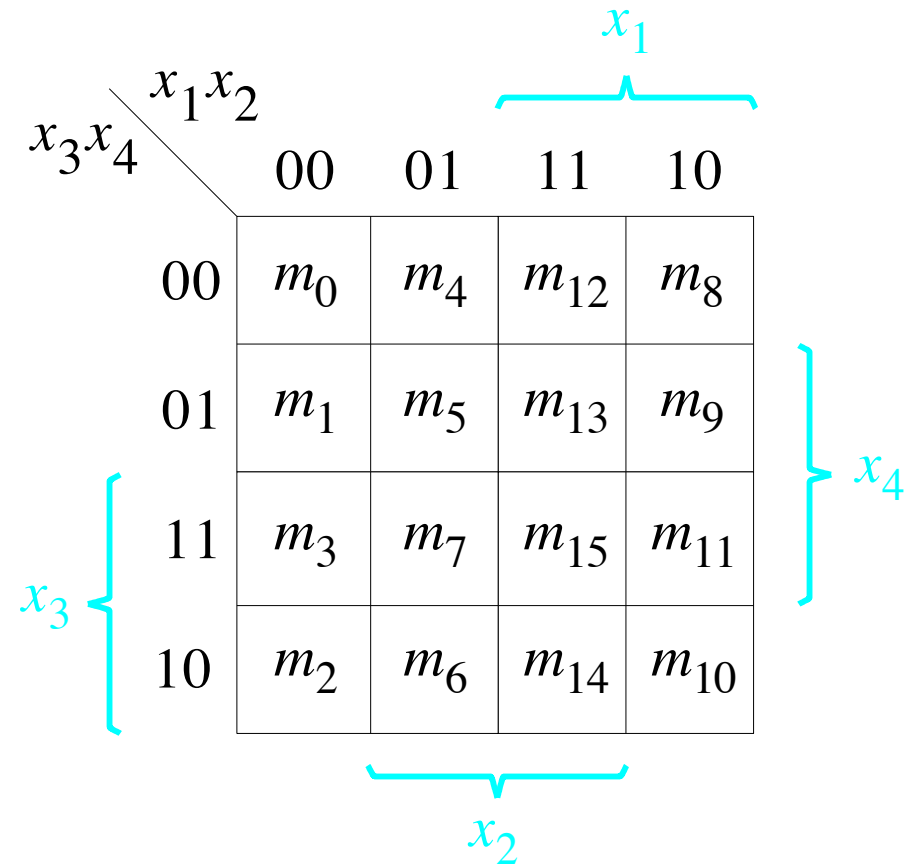 x₁
x₁x₂
x₃x₄
00 01 11 10
00 m₀ m₄ m₁₂ m₈
01 m₁ m₅ m₁₃ m₉
x₄
11 m₃ m₇ m₁₅ m₁₁
x₃
10 m₂ m₆ m₁₄ m₁₀
x₂